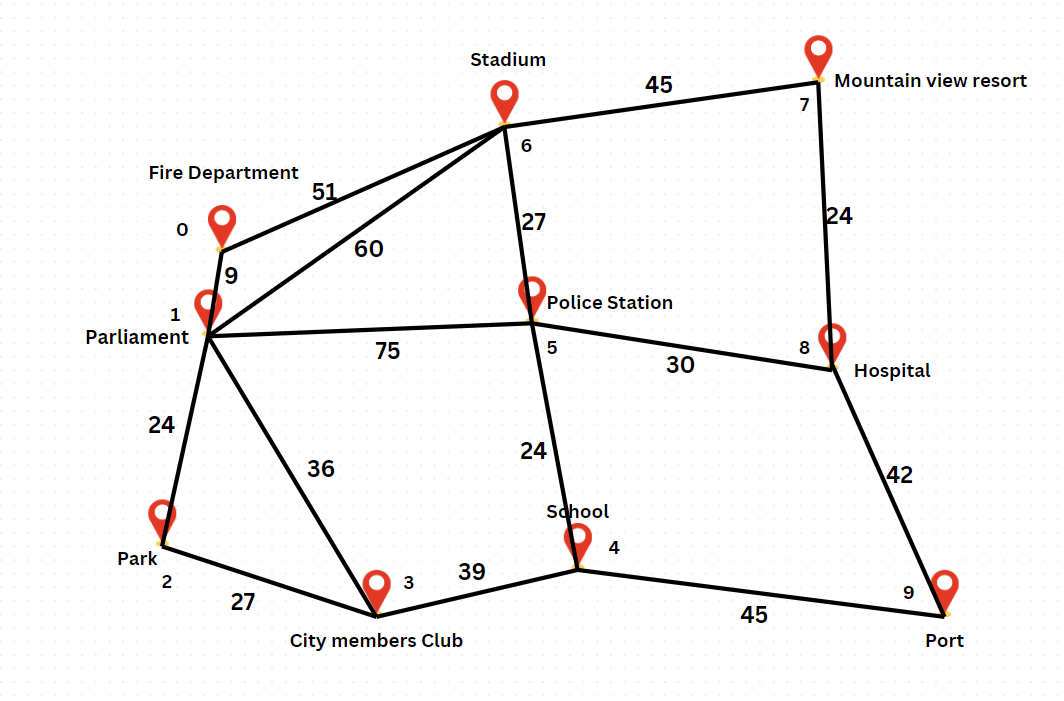 Stadium
45
Mountain view resort
7
6
Fire Department
51
0
27
24
60
9
1
Parliament
Police Station
75
5
30
8
Hospital
24
36
24
42
School
4
Park
2
27
3
39
City members Club
45
9
Port